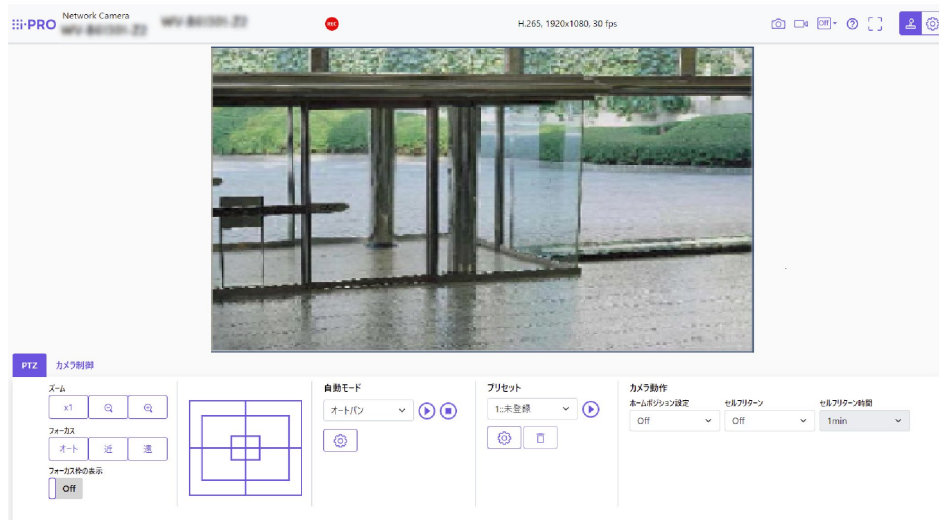 i-PRO Network Camera
REC
H.265, 1920x1080, 30 fps
Off
PTZ カメラ制御
ズーム
x1
フォーカス
オート 近 遠
フォーカス枠の表示
Off
自動モード
オートパン
プリセット
1:未登録
カメラ動作
ホームポジション設定 セルフリターン セルフリターン時間
Off Off 1min